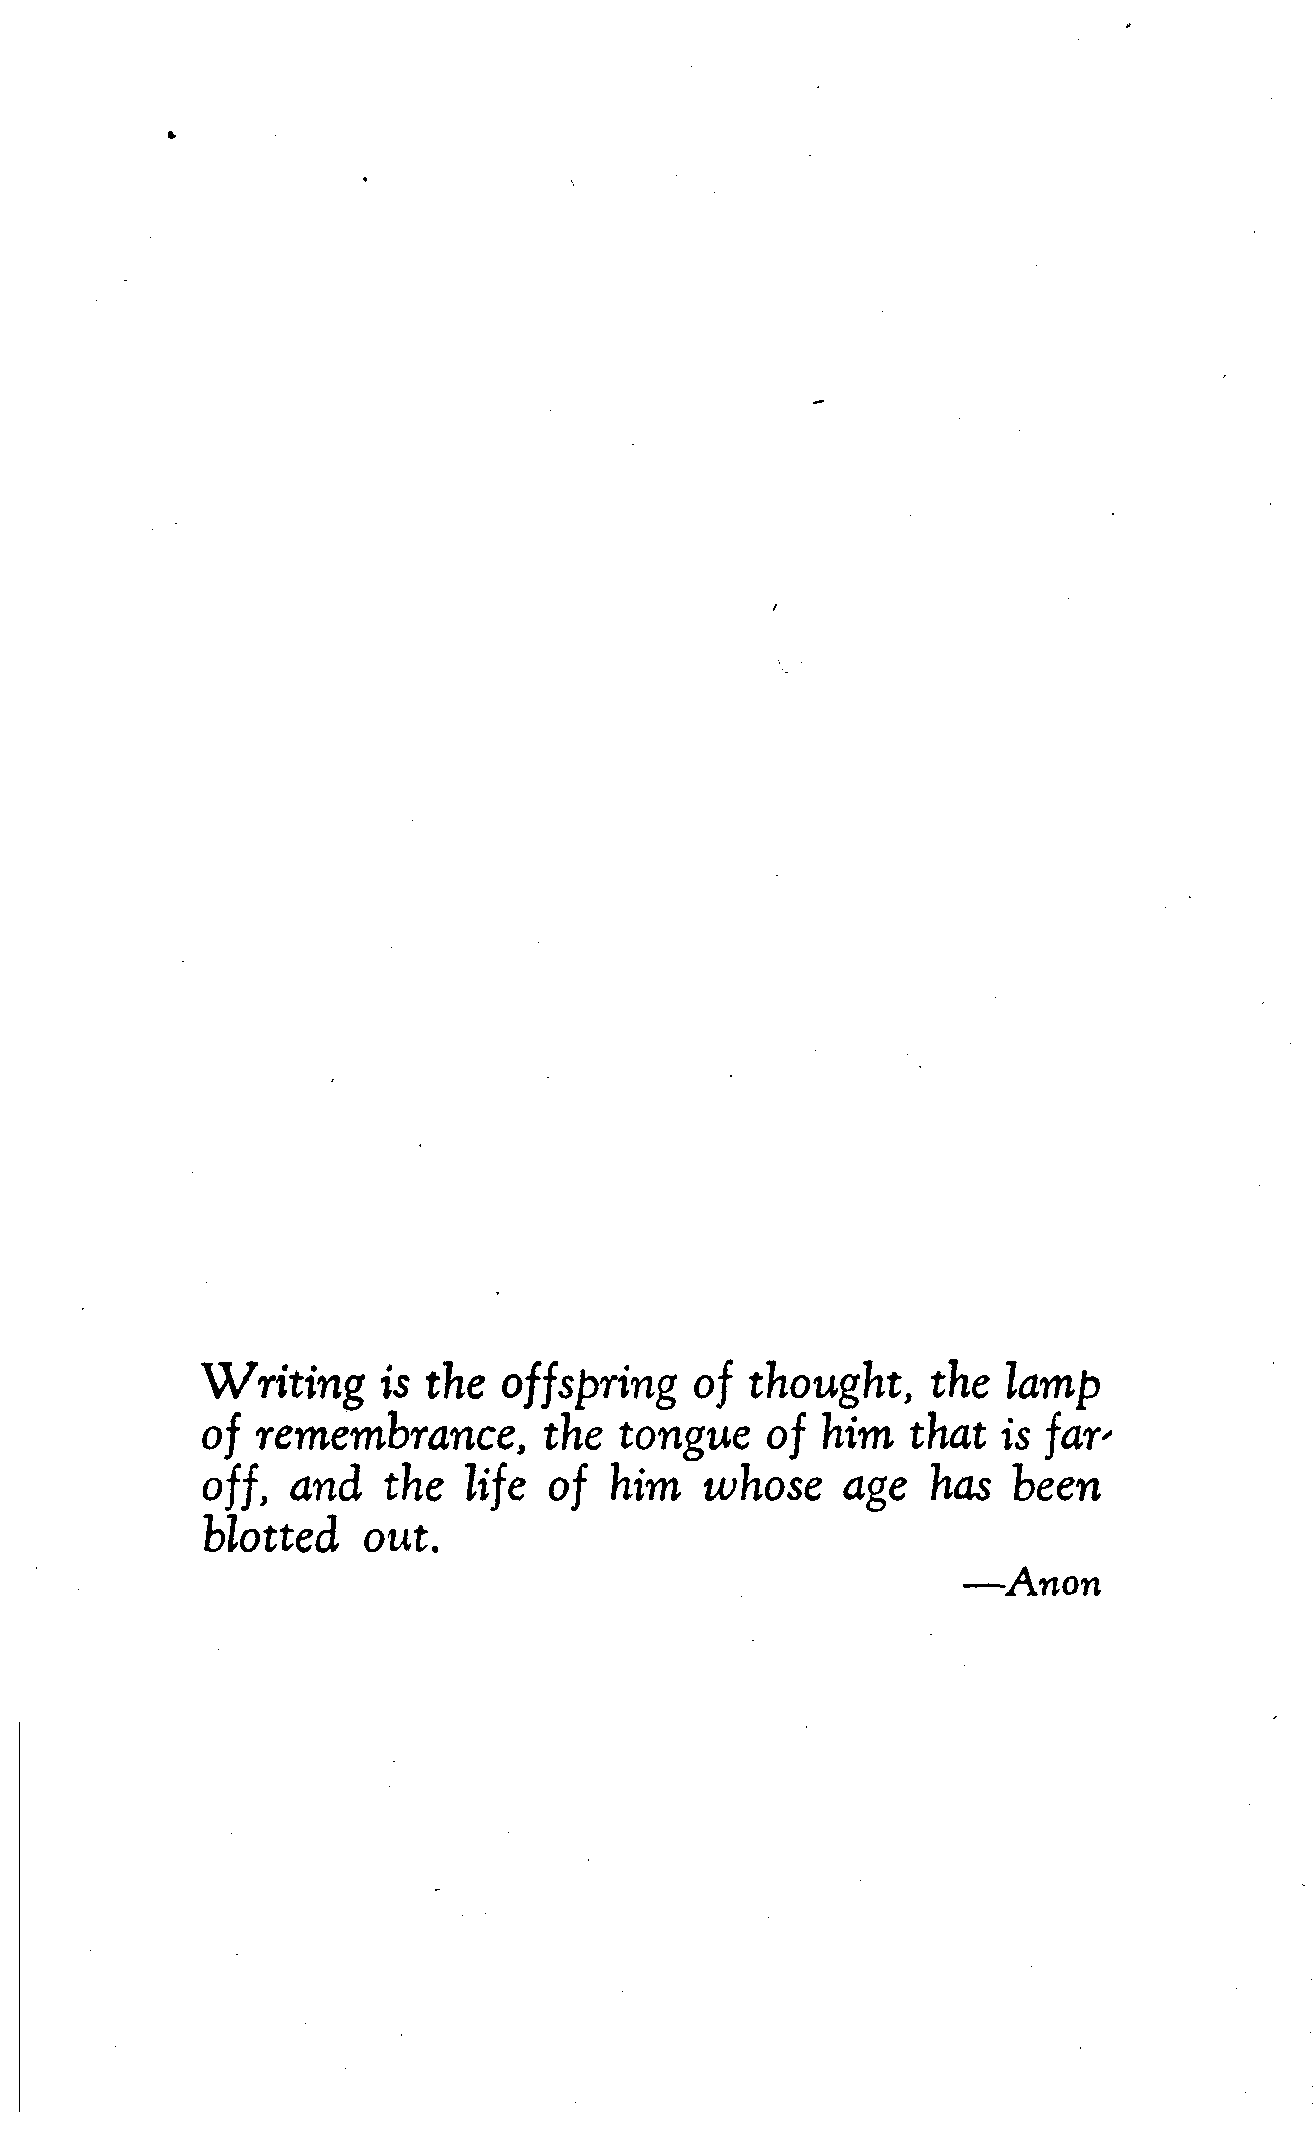 Writing is the offspring of thought, the lamp
of remembrance, the tongue of him that is far-
off, and the life of him whose age has been
blotted out.
—Anon